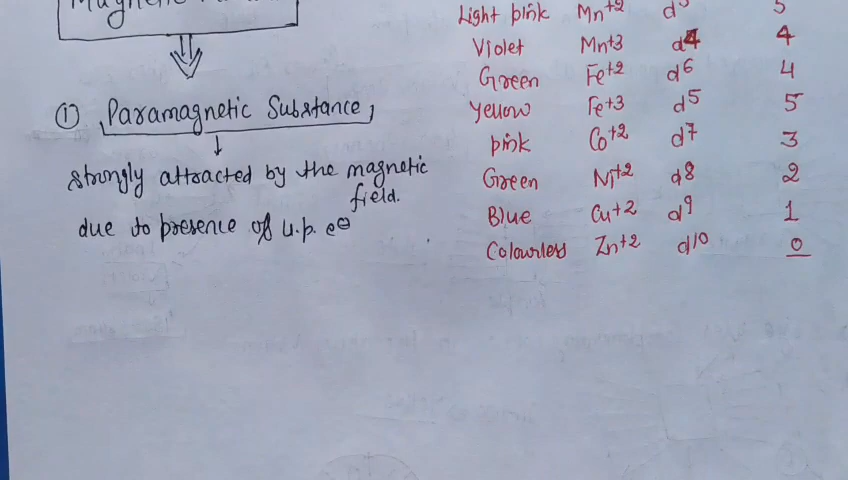 ① Paramagnetic Substance,
strongly attracted by the magnetic
field.
due to presence of u.p. e⊖
Light pink Mn+2 d5 5
Violet Mn+3 d4 4
Green Fe+2 d6 4
Yellow Fe+3 d5 5
pink Co+2 d7 3
Green Ni+2 d8 2
Blue Cu+2 d9 1
Colourless Zn+2 d10 0